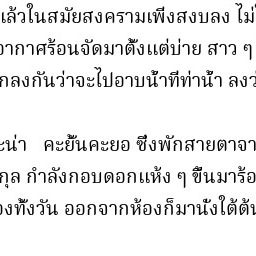 แล้วในสมัยสงครามเพิ่งสงบลง ไม่
อากาศร้อนจัดมาตั้งแต่บ่าย สาว ๆ
กลงกันว่าจะไปอาบน้ำที่ท่าน้ำ ลงว
ะน่า คะยั้นคะยอ ซึ่งพักสายตาจา
กุล กำลังกอบดอกแห้ง ๆ ขึ้นมาร้อ
องทั้งวัน ออกจากห้องก็มานั่งใต้ต้น